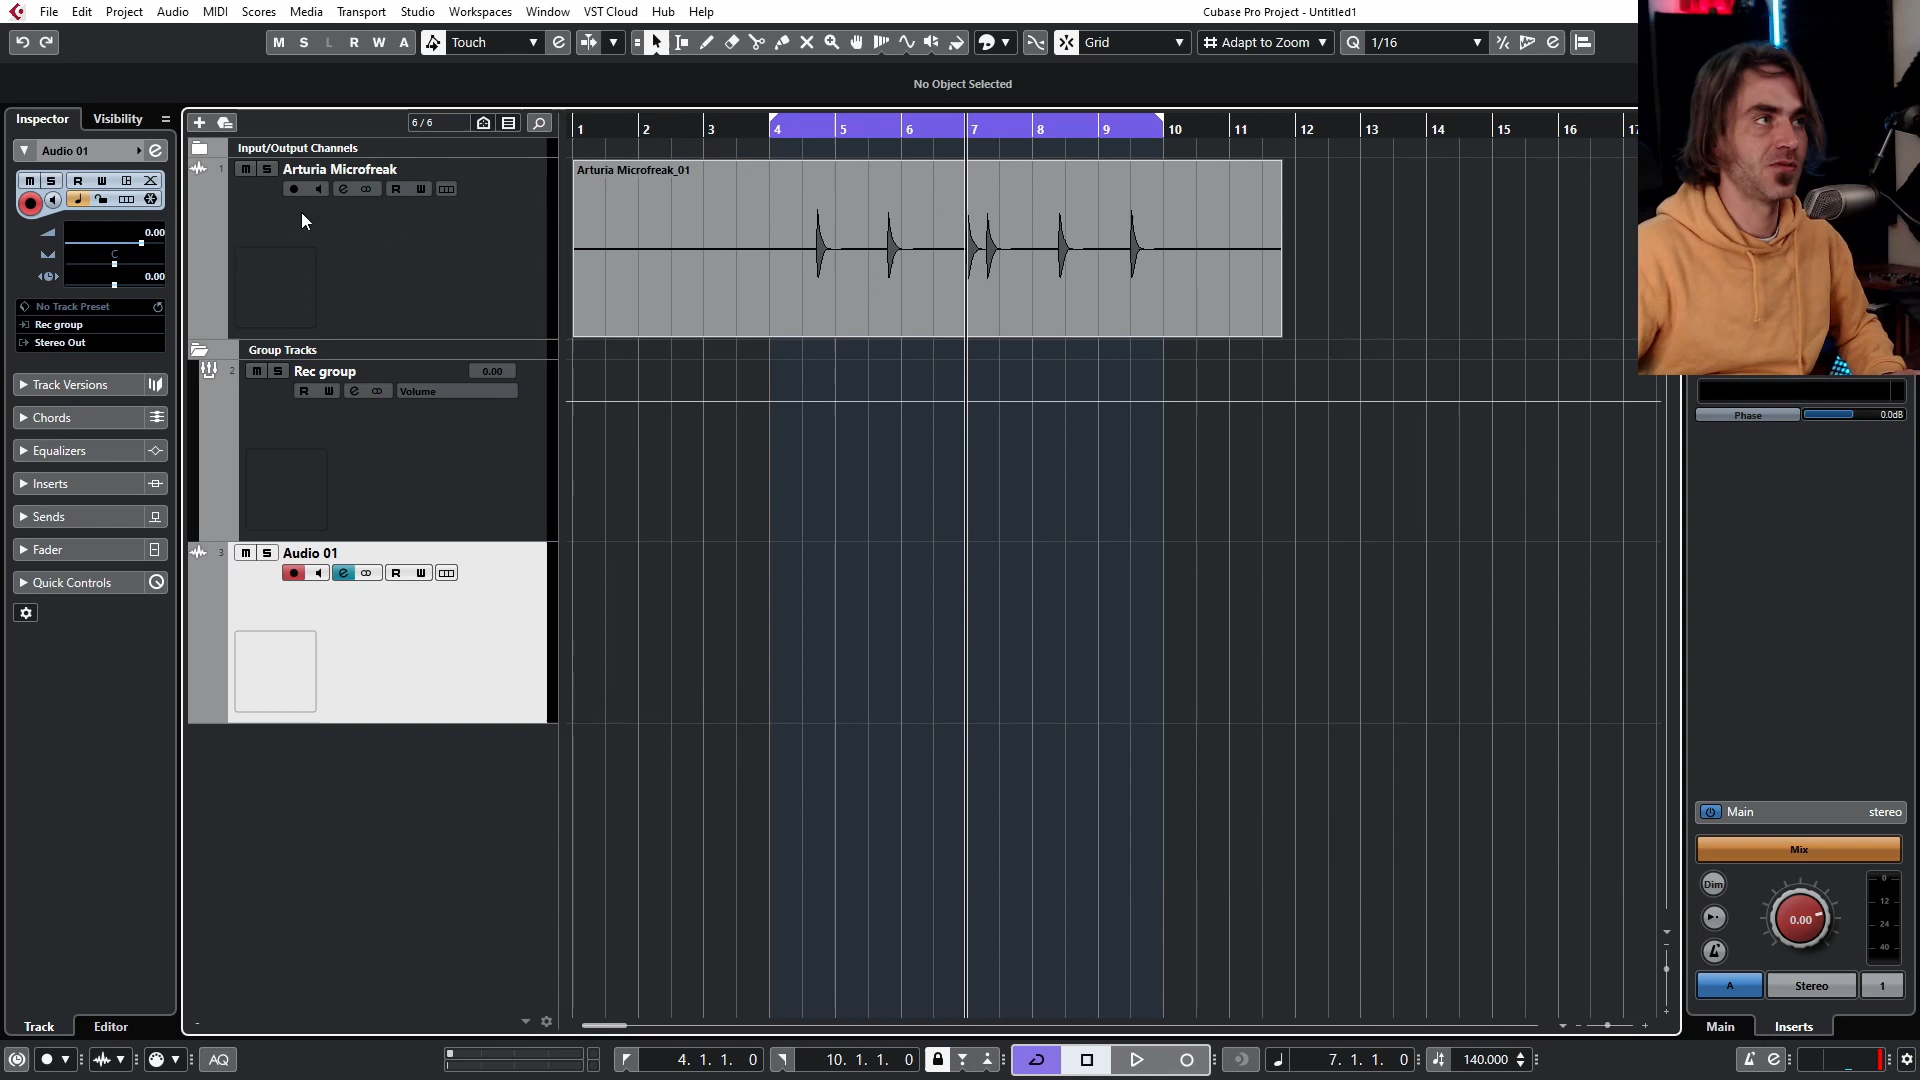 File Edit Project Audio MIDI Scores Media Transport Studio Workspaces Window VST Cloud Hub Help
Cubase Pro Project - Untitled1
M S L R W A Touch Grid Adapt to Zoom Q 1/16
No Object Selected
Inspector Visibility
6 / 6
1 2 3 4 5 6 7 8 9 10 11 12 13 14 15 16 17
Audio 01
M S R W
0.00
C
0.00
No Track Preset
Rec group
Stereo Out
Track Versions
Chords
Equalizers
Inserts
Sends
Fader
Quick Controls
Input/Output Channels
1 m S Arturia Microfreak
R W
Arturia Microfreak_01
Group Tracks
2 m S Rec group 0.00
R W Volume
3 m S Audio 01
R W
Phase 0.0dB
Main stereo
Mix
Dim
0.00
0
12
24
40
A Stereo 1
Track Editor
Main Inserts
AQ 4. 1. 1. 0 10. 1. 1. 0 7. 1. 1. 0 140.000